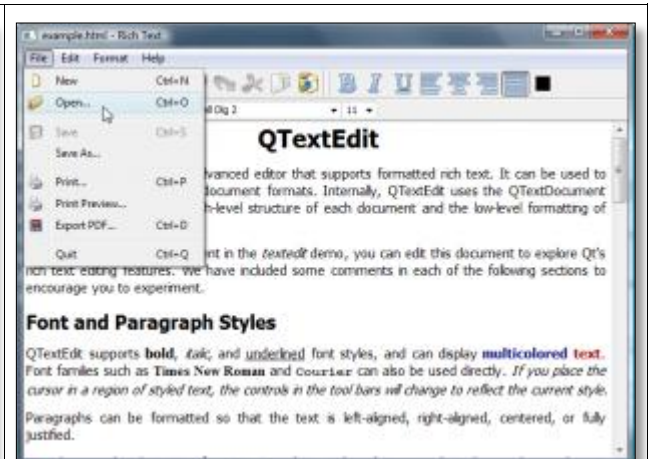 example.html - Rich Text
File Edit Format Help
New Ctrl+N
Open... Ctrl+O
Save Ctrl+S
Save As...
Print... Ctrl+P
Print Preview...
Export PDF... Ctrl+D
Quit Ctrl+Q
B I U
Dlg 2 11
QTextEdit
vanced editor that supports formatted rich text. It can be used to
document formats. Internally, QTextEdit uses the QTextDocument
h-level structure of each document and the low-level formatting of
nt in the textedit demo, you can edit this document to explore Qt's
rich text editing features. We have included some comments in each of the following sections to
encourage you to experiment.
Font and Paragraph Styles
QTextEdit supports bold, italic, and underlined font styles, and can display multicolored text.
Font families such as Times New Roman and Courier can also be used directly. If you place the
cursor in a region of styled text, the controls in the tool bars will change to reflect the current style.
Paragraphs can be formatted so that the text is left-aligned, right-aligned, centered, or fully
justified.